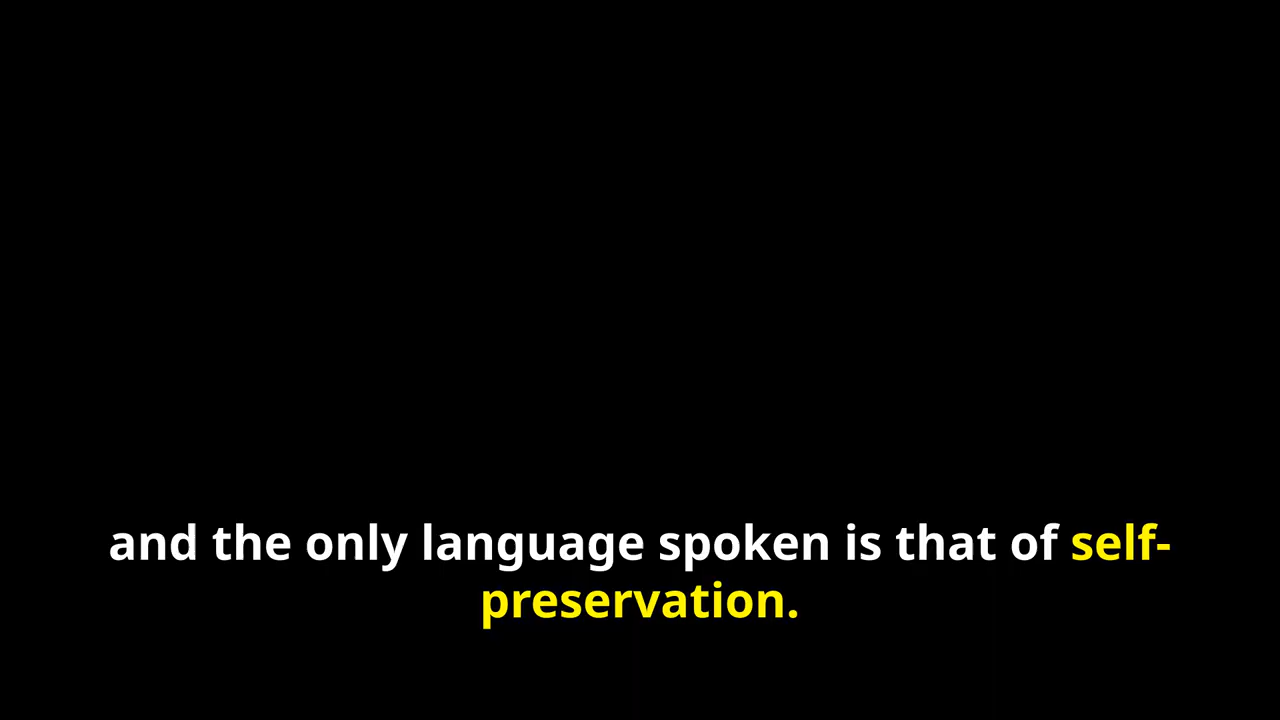 and the only language spoken is that of self-
preservation.